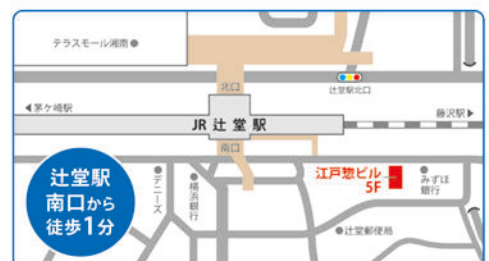 テラスモール湘南●
北口
辻堂駅北口
◀茅ケ崎駅
藤沢駅▶
JR 辻 堂 駅
南口
辻堂駅
南口から
徒歩1分
●デニーズ
●横浜銀行
江戸惣ビル
5F
●みずほ
銀行
●辻堂郵便局